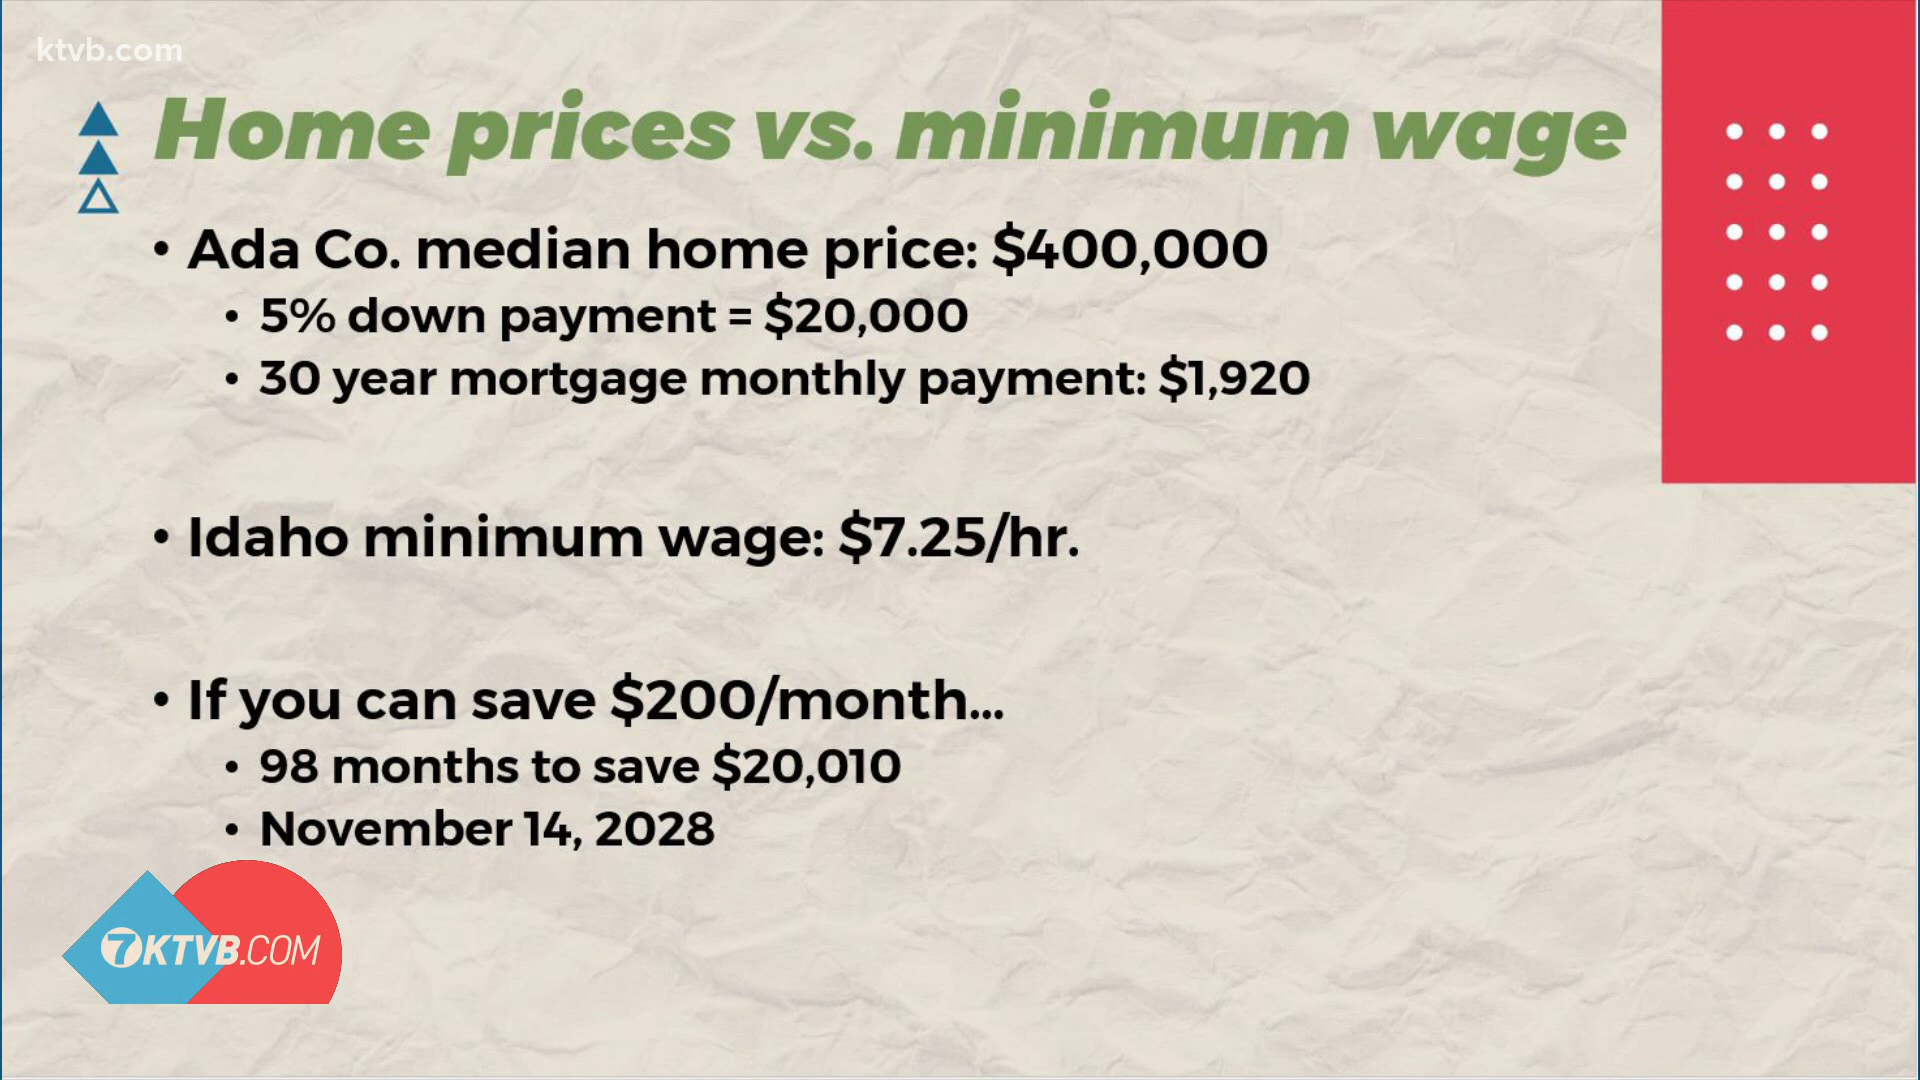 ktvb.com
Home prices vs. minimum wage
• Ada Co. median home price: $400,000
• 5% down payment = $20,000
• 30 year mortgage monthly payment: $1,920
• Idaho minimum wage: $7.25/hr.
• If you can save $200/month...
• 98 months to save $20,010
• November 14, 2028
7KTVB.COM